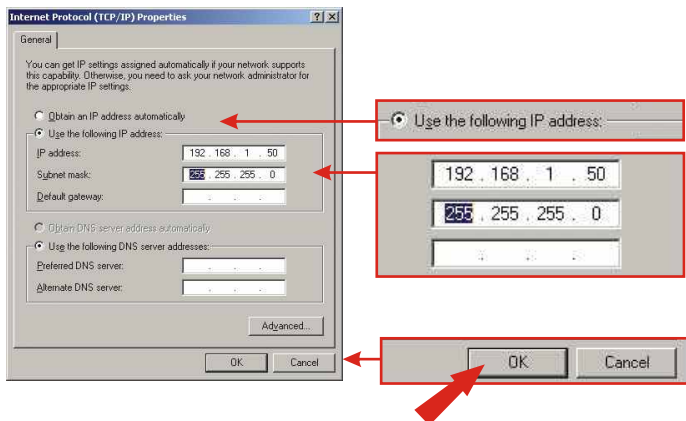 Internet Protocol (TCP/IP) Properties
General
You can get IP settings assigned automatically if your network supports
this capability. Otherwise, you need to ask your network administrator for
the appropriate IP settings.
Obtain an IP address automatically
Use the following IP address:
IP address: 192 . 168 . 1 . 50
Subnet mask: 255 . 255 . 255 . 0
Default gateway: . . .
Obtain DNS server address automatically
Use the following DNS server addresses:
Preferred DNS server: . . .
Alternate DNS server: . . .
Advanced...
OK Cancel
Use the following IP address:
192 . 168 . 1 . 50
255 . 255 . 255 . 0
. . .
OK Cancel